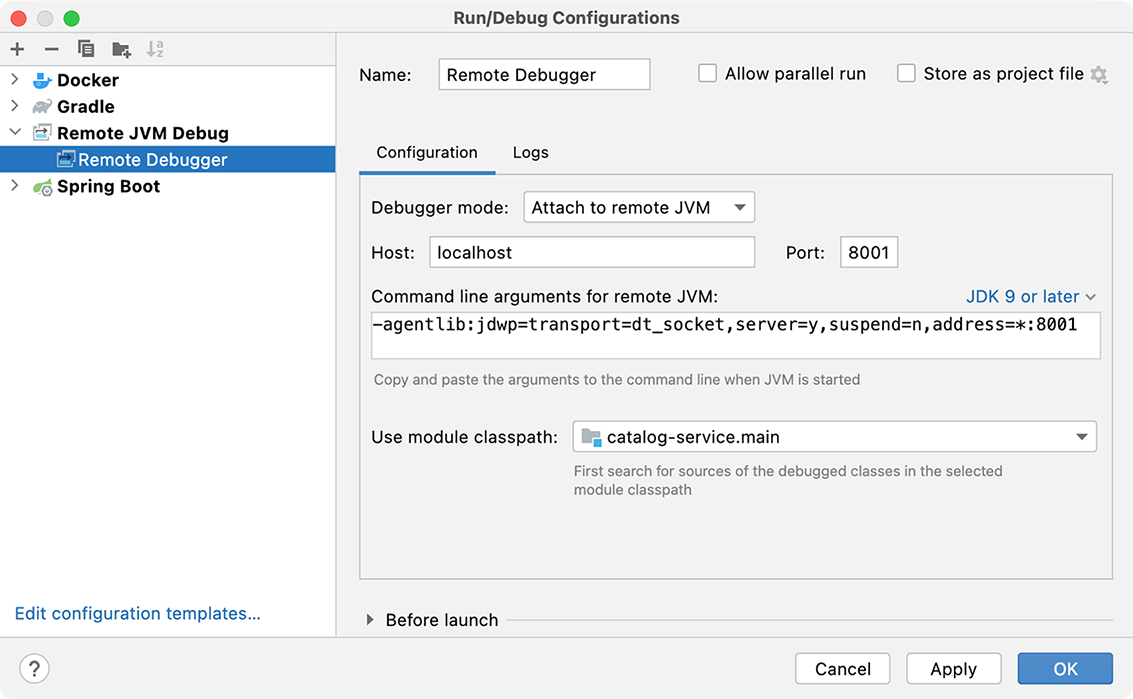 Run/Debug Configurations
Docker
Gradle
Remote JVM Debug
Remote Debugger
Spring Boot
Edit configuration templates...
Name: Remote Debugger Allow parallel run Store as project file
Configuration Logs
Debugger mode: Attach to remote JVM
Host: localhost Port: 8001
Command line arguments for remote JVM: JDK 9 or later
-agentlib:jdwp=transport=dt_socket,server=y,suspend=n,address=*:8001
Copy and paste the arguments to the command line when JVM is started
Use module classpath: catalog-service.main
First search for sources of the debugged classes in the selected
module classpath
Before launch
? Cancel Apply OK